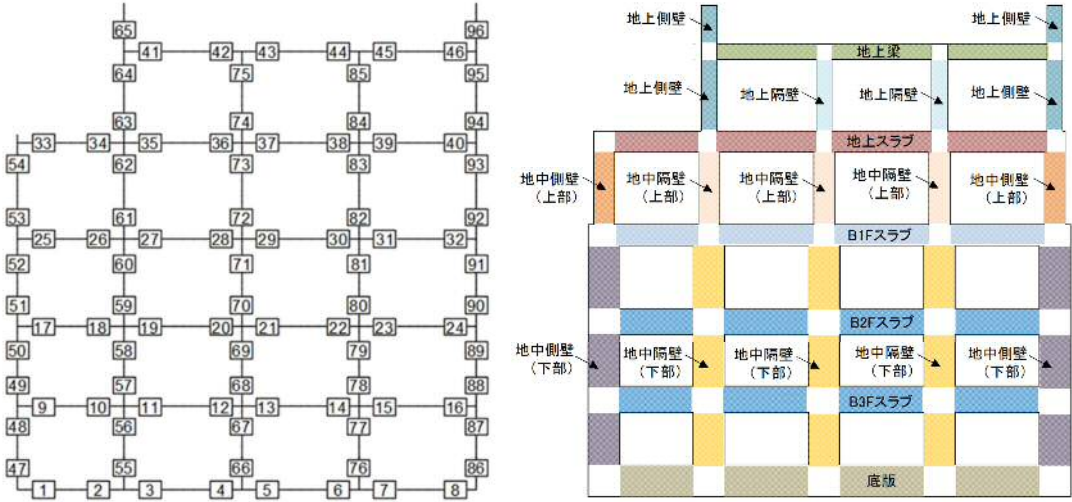 65 96
41 42 43 44 45 46
64 75 85 95
63 74 84 94
33 34 35 36 37 38 39 40
54 62 73 83 93
53 61 72 82 92
25 26 27 28 29 30 31 32
52 60 71 81 91
51 59 70 80 90
17 18 19 20 21 22 23 24
50 58 69 79 89
49 57 68 78 88
9 10 11 12 13 14 15 16
48 56 67 77 87
47 55 66 76 86
1 2 3 4 5 6 7 8
地上側壁 地上側壁
地上梁
地上側壁 地上隔壁 地上隔壁 地上側壁
地上スラブ
地中側壁 地中隔壁 地中隔壁 地中隔壁 地中側壁
（上部） （上部） （上部） （上部） （上部）
B1Fスラブ
B2Fスラブ
地中側壁 地中隔壁 地中隔壁 地中隔壁 地中側壁
（下部） （下部） （下部） （下部） （下部）
B3Fスラブ
底版